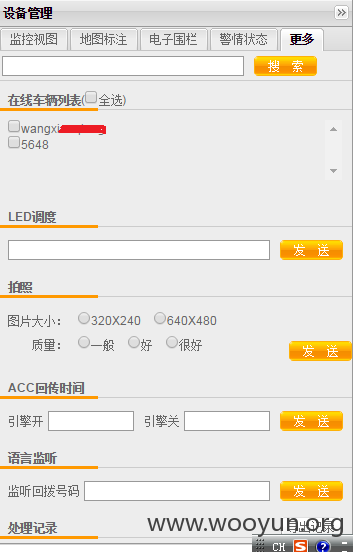 设备管理
监控视图 地图标注 电子围栏 警情状态 更多
搜 索
在线车辆列表(全选)
wangxi
5648
LED调度
发 送
拍照
图片大小： 320X240 640X480
质量： 一般 好 很好
发 送
ACC回传时间
引擎开 引擎关 发 送
语言监听
监听回拨号码 发 送
处理记录 导出记录
www.wooyun.org
CH S ?